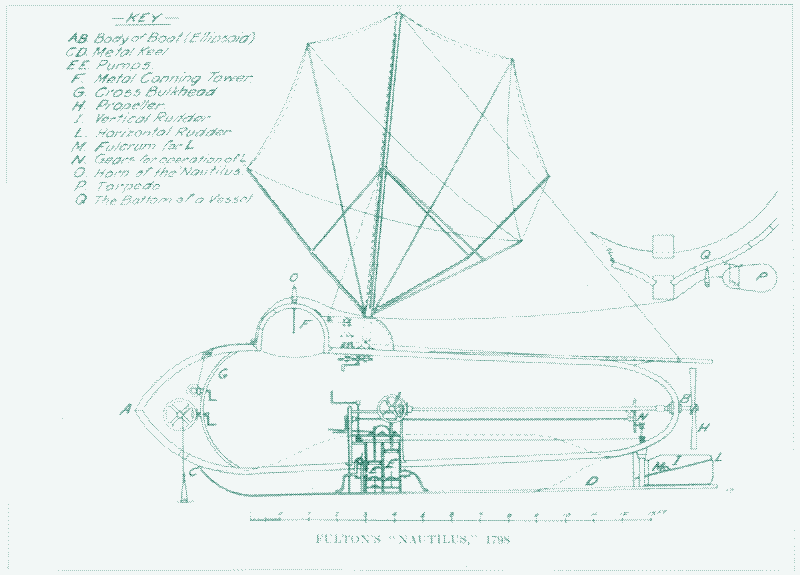 — KEY —
AB. Body of Boat (Ellipsoid)
CD. Metal Keel
EE. Pumps.
F. Metal Conning Tower
G. Cross Bulkhead
H. Propeller.
I. Vertical Rudder
L. Horizontal Rudder
M. Fulcrum for L
N. Gears for operation of L
O. Horn of the Nautilus.
P. Torpedo
Q The Bottom of a Vessel
O
F
Q
P
G
A
B
N
H
C
M
I
L
D
FULTON'S "NAUTILUS," 1798